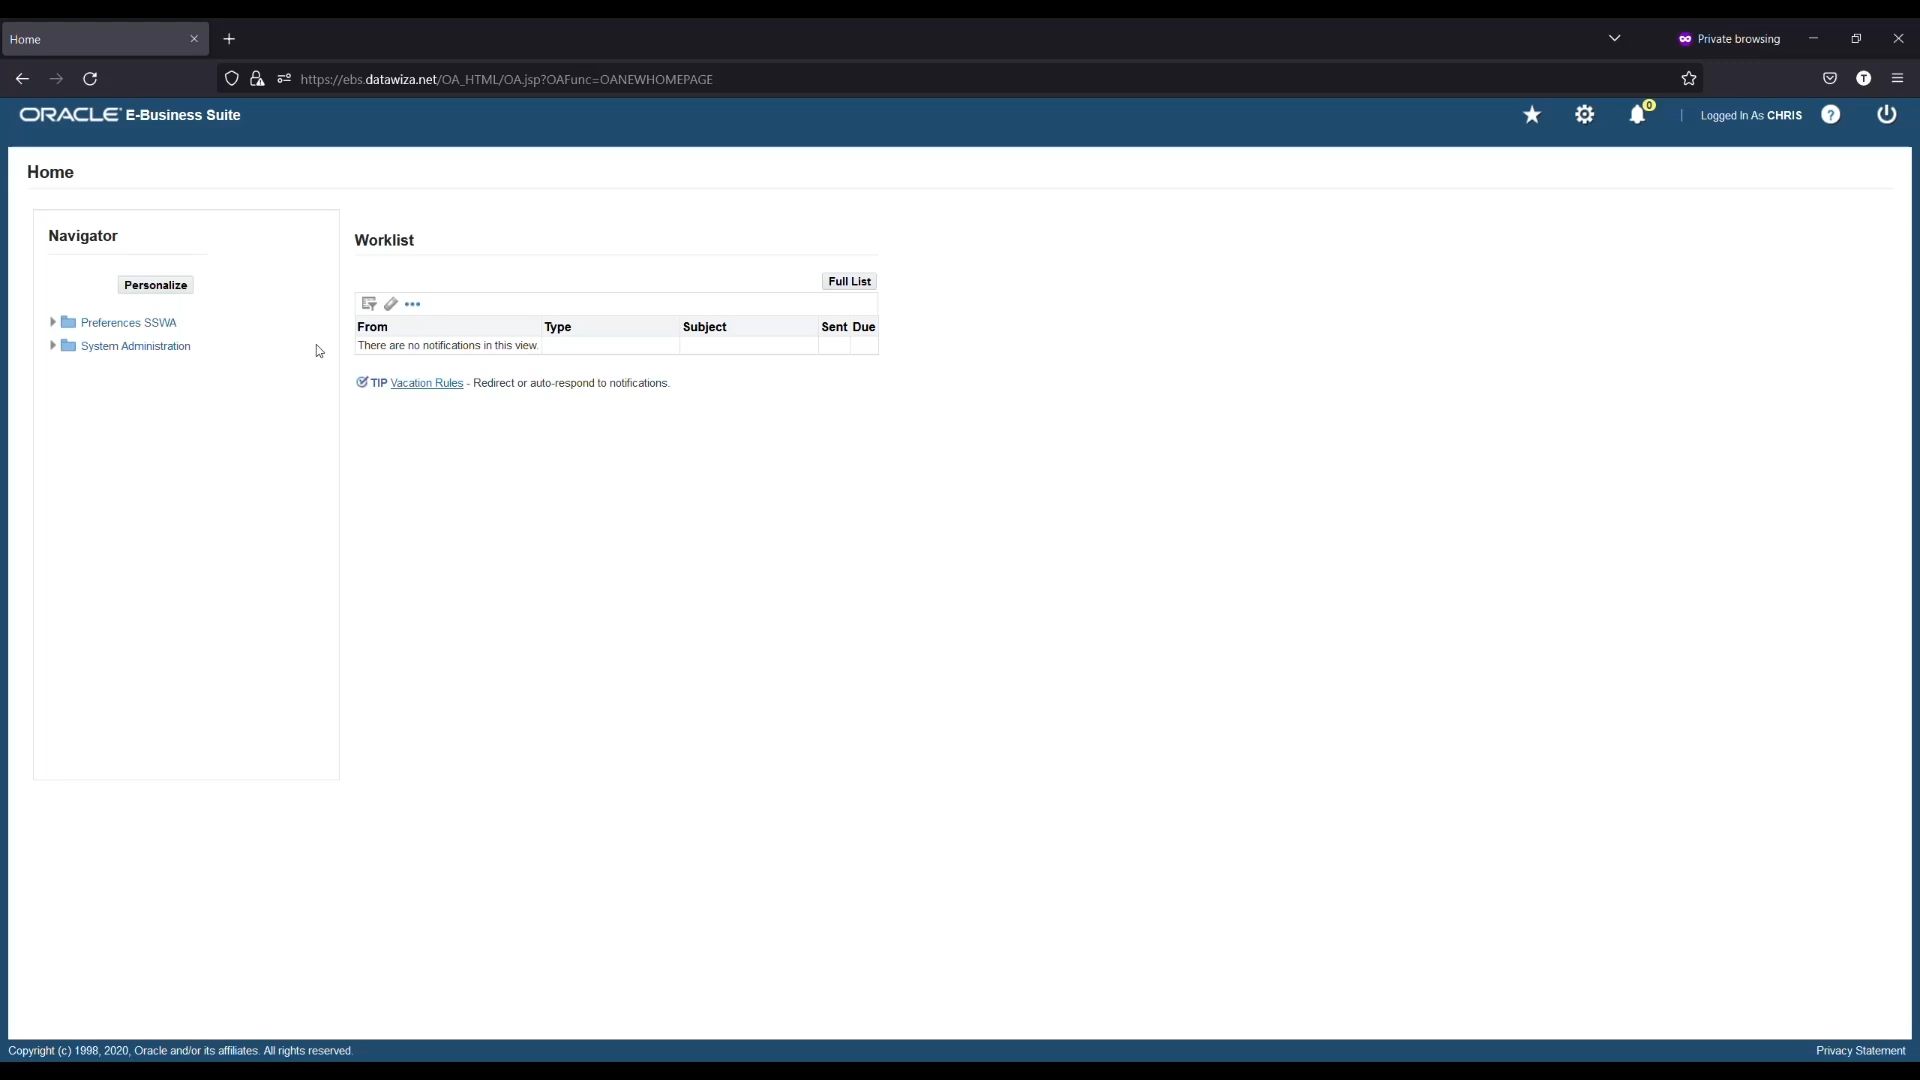 Home
Private browsing
T
https://ebs.datawiza.net/OA_HTML/OA.jsp?OAFunc=OANEWHOMEPAGE
ORACLE E-Business Suite
0
Logged In As CHRIS
?
Home
Navigator
Personalize
Preferences SSWA
System Administration
Worklist
Full List
From Type Subject Sent Due
There are no notifications in this view.
TIP Vacation Rules - Redirect or auto-respond to notifications.
Copyright (c) 1998, 2020, Oracle and/or its affiliates. All rights reserved.
Privacy Statement